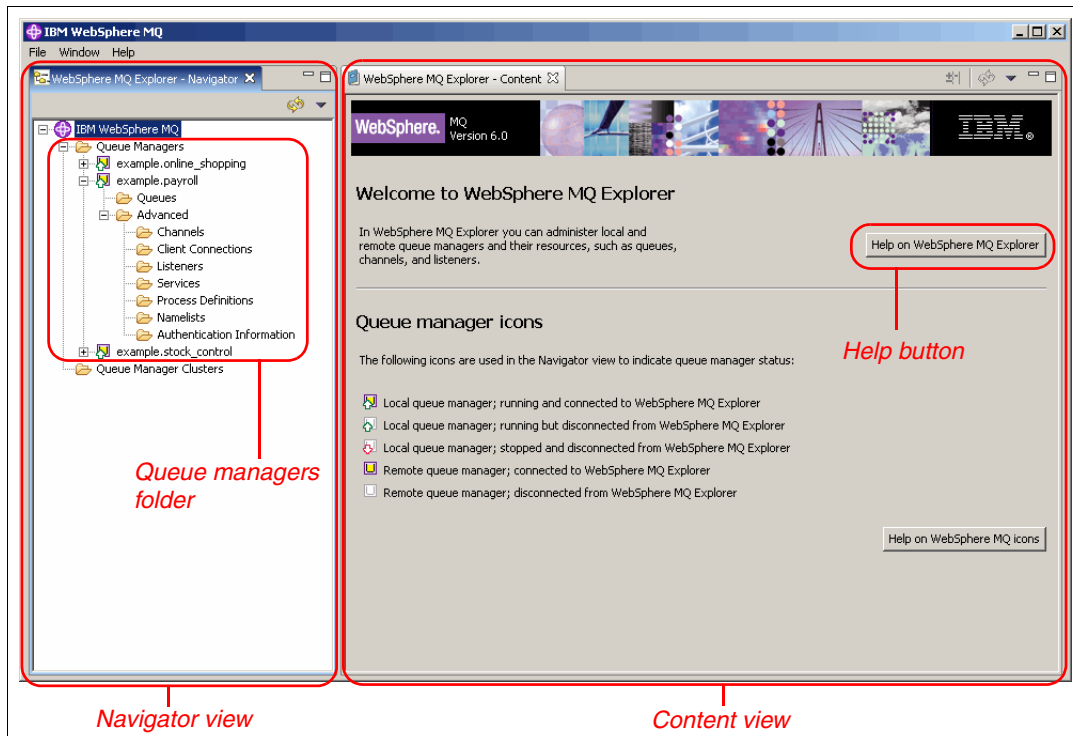 IBM WebSphere MQ
File Window Help
WebSphere MQ Explorer - Navigator
IBM WebSphere MQ
Queue Managers
example.online_shopping
example.payroll
Queues
Advanced
Channels
Client Connections
Listeners
Services
Process Definitions
Namelists
Authentication Information
example.stock_control
Queue Manager Clusters
Queue managers
folder
Navigator view
WebSphere MQ Explorer - Content
WebSphere.
MQ
Version 6.0
IBM®
Welcome to WebSphere MQ Explorer
In WebSphere MQ Explorer you can administer local and
remote queue managers and their resources, such as queues,
channels, and listeners.
Help on WebSphere MQ Explorer
Help button
Queue manager icons
The following icons are used in the Navigator view to indicate queue manager status:
Local queue manager; running and connected to WebSphere MQ Explorer
Local queue manager; running but disconnected from WebSphere MQ Explorer
Local queue manager; stopped and disconnected from WebSphere MQ Explorer
Remote queue manager; connected to WebSphere MQ Explorer
Remote queue manager; disconnected from WebSphere MQ Explorer
Help on WebSphere MQ icons
Content view